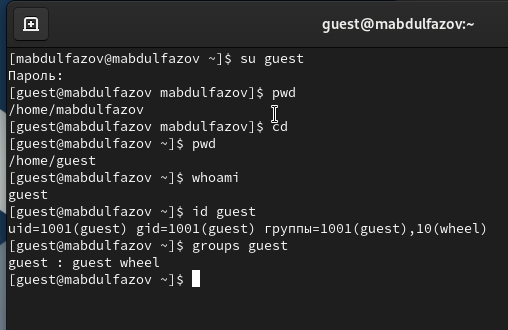 guest@mabdulfazov:~
[mabdulfazov@mabdulfazov ~]$ su guest
Пароль:
[guest@mabdulfazov mabdulfazov]$ pwd
/home/mabdulfazov
[guest@mabdulfazov mabdulfazov]$ cd
[guest@mabdulfazov ~]$ pwd
/home/guest
[guest@mabdulfazov ~]$ whoami
guest
[guest@mabdulfazov ~]$ id guest
uid=1001(guest) gid=1001(guest) группы=1001(guest),10(wheel)
[guest@mabdulfazov ~]$ groups guest
guest : guest wheel
[guest@mabdulfazov ~]$